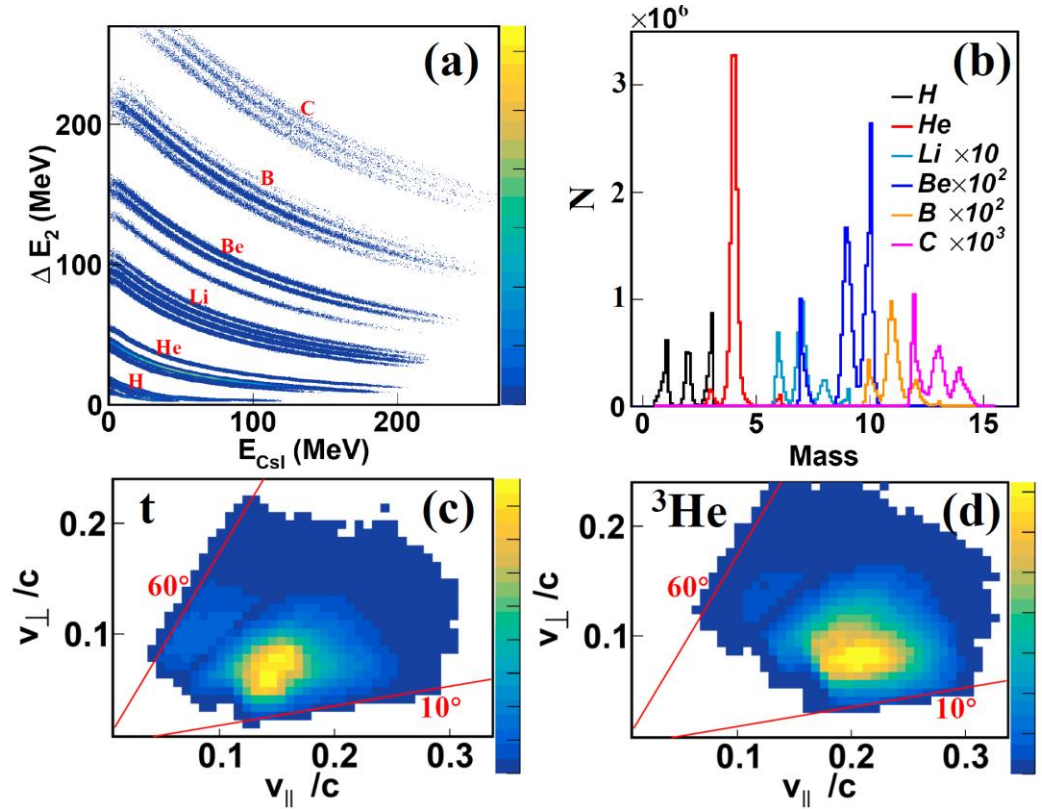 (a)
C
B
Be
Li
He
H
200
100
0
Δ E₂ (MeV)
0 100 200
E_CsI (MeV)
×10⁶
(b)
H
He
Li ×10
Be×10²
B ×10²
C ×10³
3
2
1
0
N
0 5 10 15
Mass
t (c)
60°
10°
0.2
0.1
v⊥ /c
0.1 0.2 0.3
v|| /c
³He (d)
60°
10°
0.2
0.1
v⊥ /c
0.1 0.2 0.3
v|| /c